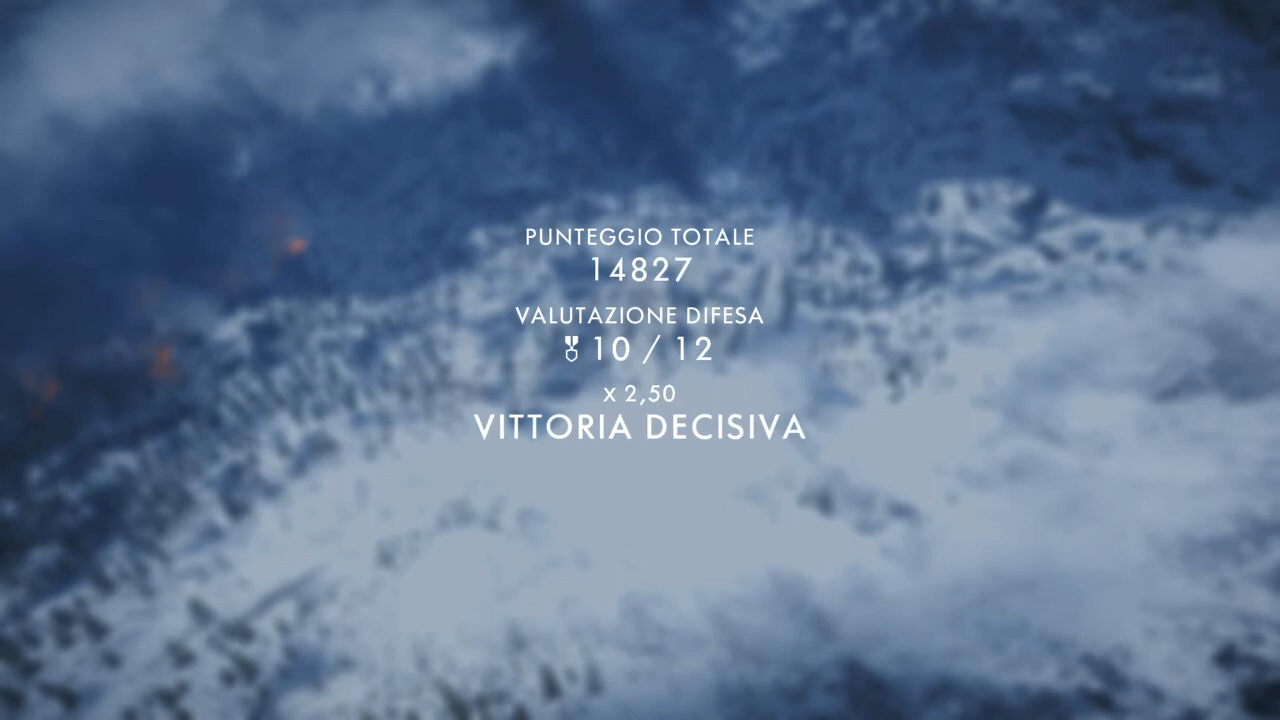 PUNTEGGIO TOTALE
14827
VALUTAZIONE DIFESA
10 / 12
x 2,50
VITTORIA DECISIVA